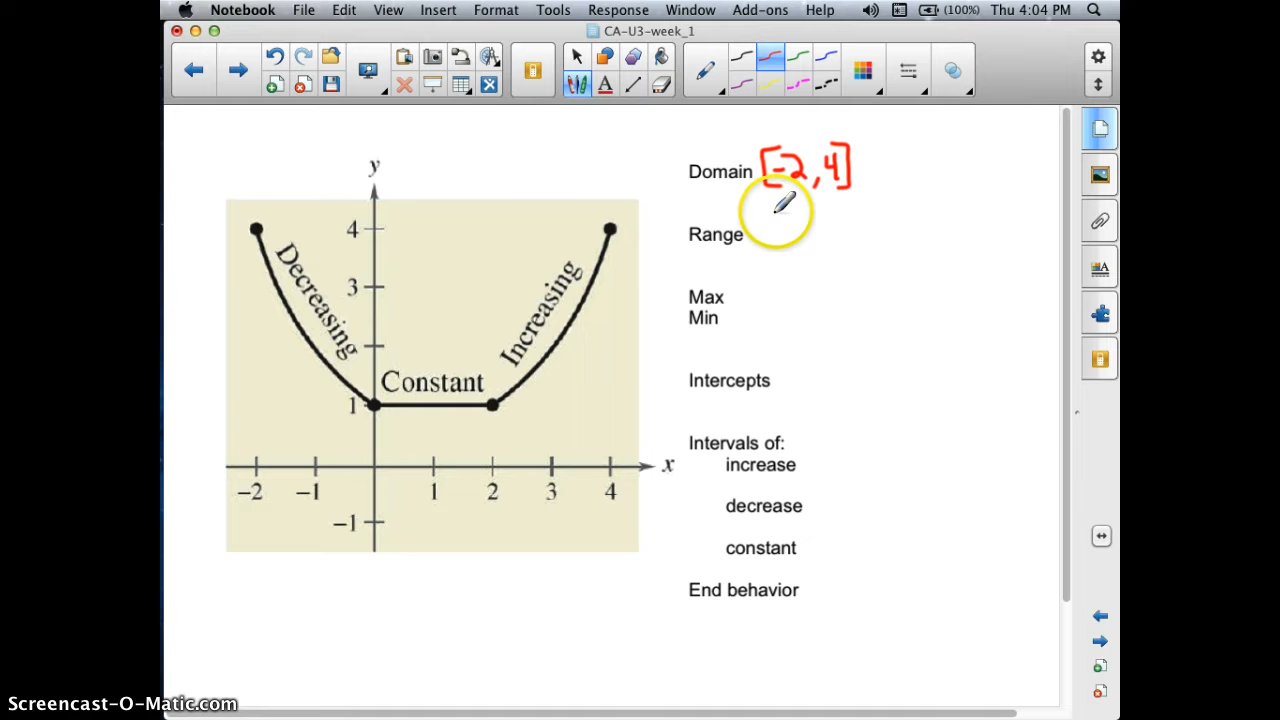 Notebook File Edit View Insert Format Tools Response Window Add-ons Help (100%) Thu 4:04 PM
CA-U3-week_1
y
Domain [-2, 4]
4
Range
Decreasing
3
Increasing
Max
Min
Constant
Intercepts
1
Intervals of:
x
increase
-2 -1 1 2 3 4
decrease
-1
constant
End behavior
Screencast-O-Matic.com